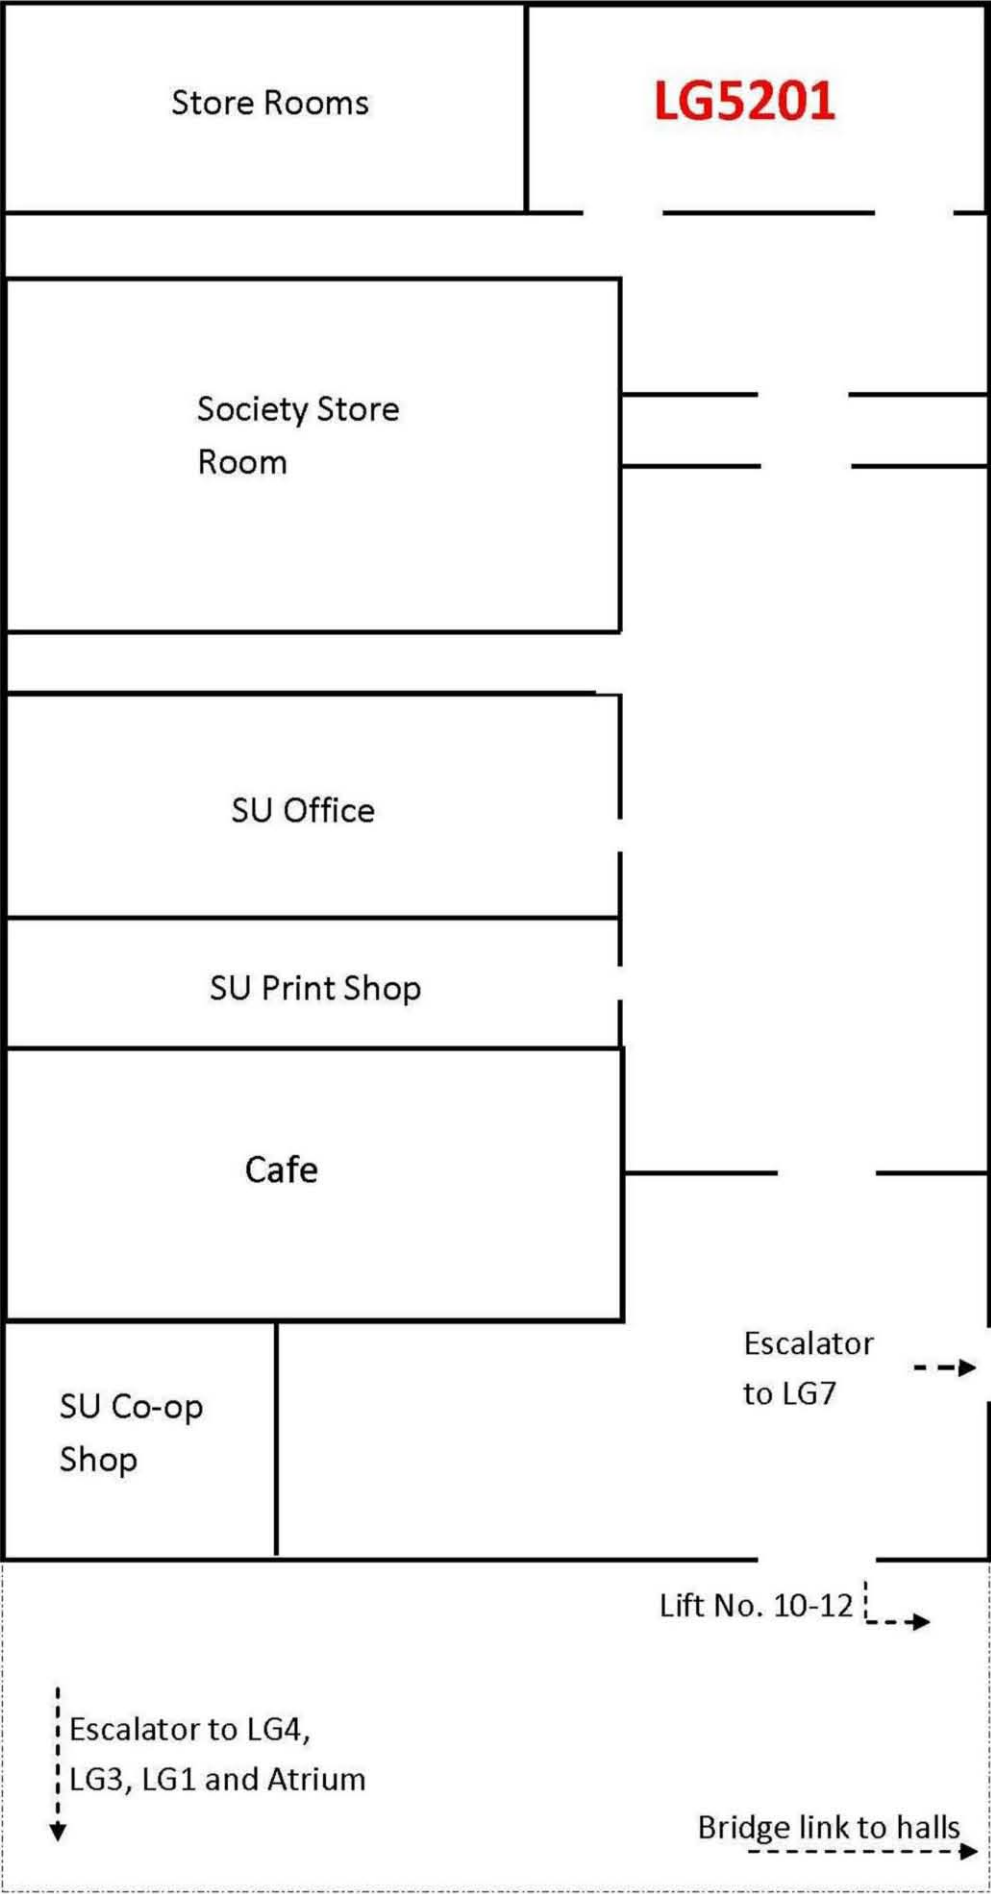 Store Rooms
LG5201
Society Store
Room
SU Office
SU Print Shop
Cafe
Escalator
to LG7
SU Co-op
Shop
Lift No. 10-12
Escalator to LG4,
LG3, LG1 and Atrium
Bridge link to halls